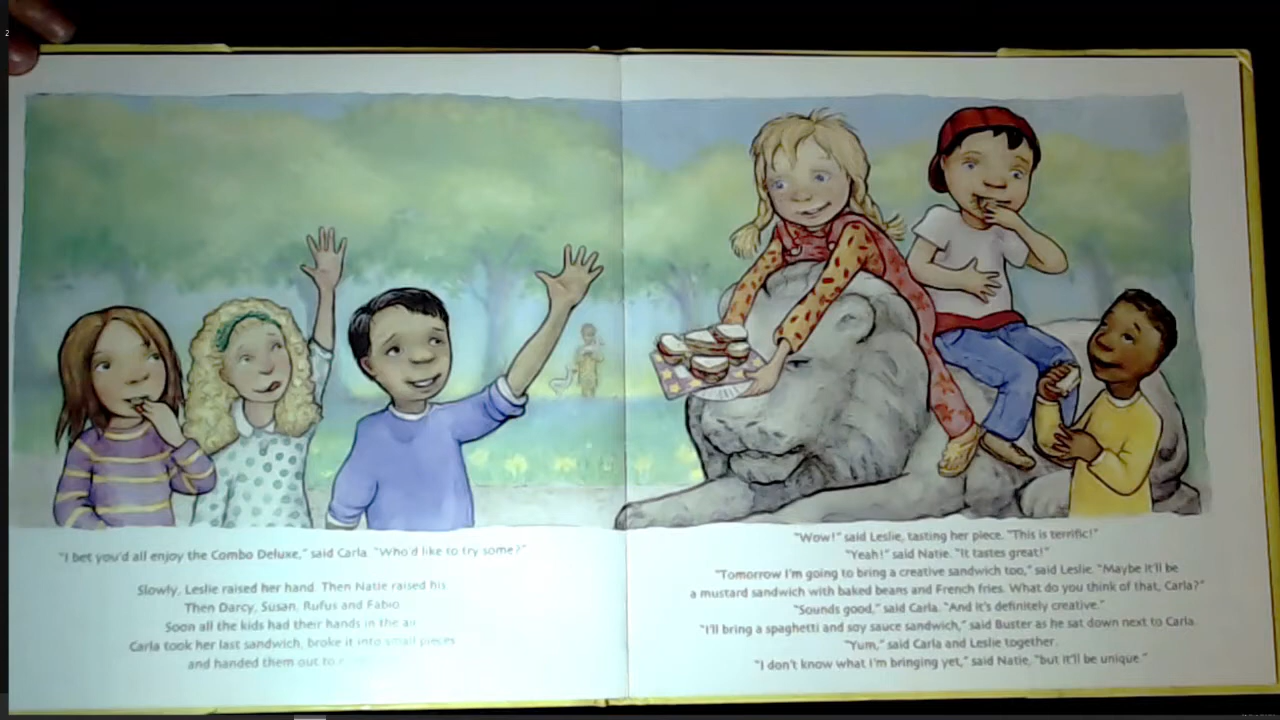 2
"I bet you'd all enjoy the Combo Deluxe," said Carla. "Who'd like to try some?"
Slowly, Leslie raised her hand. Then Natie raised his.
Then Darcy, Susan, Rufus and Fabio.
Soon all the kids had their hands in the air.
Carla took her last sandwich, broke it into small pieces
and handed them out to
"Wow!" said Leslie, tasting her piece. "This is terrific!"
"Yeah!" said Natie. "It tastes great!"
"Tomorrow I'm going to bring a creative sandwich too," said Leslie. "Maybe it'll be
a mustard sandwich with baked beans and French fries. What do you think of that, Carla?"
"Sounds good," said Carla. "And it's definitely creative."
"I'll bring a spaghetti and soy sauce sandwich," said Buster as he sat down next to Carla.
"Yum," said Carla and Leslie together.
"I don't know what I'm bringing yet," said Natie, "but it'll be unique."